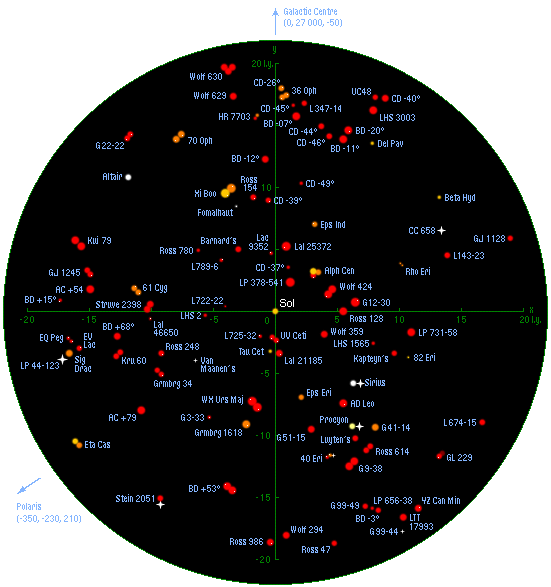 Galactic Centre
(0, 27 000, -50)
y
20 Ly.
Wolf 630
CD-26°
36 Oph
UC48
CD -40°
Wolf 629
CD -45°
L 347-14
LHS 3003
HR 7703
BD -07°
CD -44°
BD -20°
G22-22
70 Oph
CD -46°
BD -11°
Del Pav
BD -12°
Altair
10
Ross
154
CD -49°
Xi Boo
CD -39°
Beta Hyd
Fomalhaut
Eps Ind
CC 658
Kui 79
Barnard's
Lac
9352
Lal 25372
GJ 1128
Ross 780
L143-23
GJ 1245
L789-6
CD -37°
Alph Cen
Rho Eri
AC +54
61 Cyg
LP 378-541
Wolf 424
BD +15°
Struve 2398
L722-22
Sol
G12-30
-20
-15
-10
-5
5
10
15
20 Ly.
x
LHS 2
Ross 128
EQ Peg
EV
Lac
BD +68°
Lal
46650
L725-32
UV Ceti
Wolf 359
LP 731-58
Sig
Drac
Ross 248
Tau Cet
LHS 1565
LP 44-123
Kru 60
Van
Maanen's
Lal 21185
Kapteyn's
82 Eri
Grmbrg 34
Sirius
WX Urs Maj
Eps Eri
AD Leo
AC +79
G3-33
-5
Procyon
Grmbrg 1618
G51-15
G41-14
L674-15
Eta Cas
Luyten's
-10
40 Eri
Ross 614
GL 229
G9-38
Polaris
(-350, -230, 210)
BD +53°
-15
Stein 2051
G99-49
LP 656-38
YZ Can Min
BD -3°
LTT
17993
Wolf 294
G99-44
Ross 986
Ross 47
-20